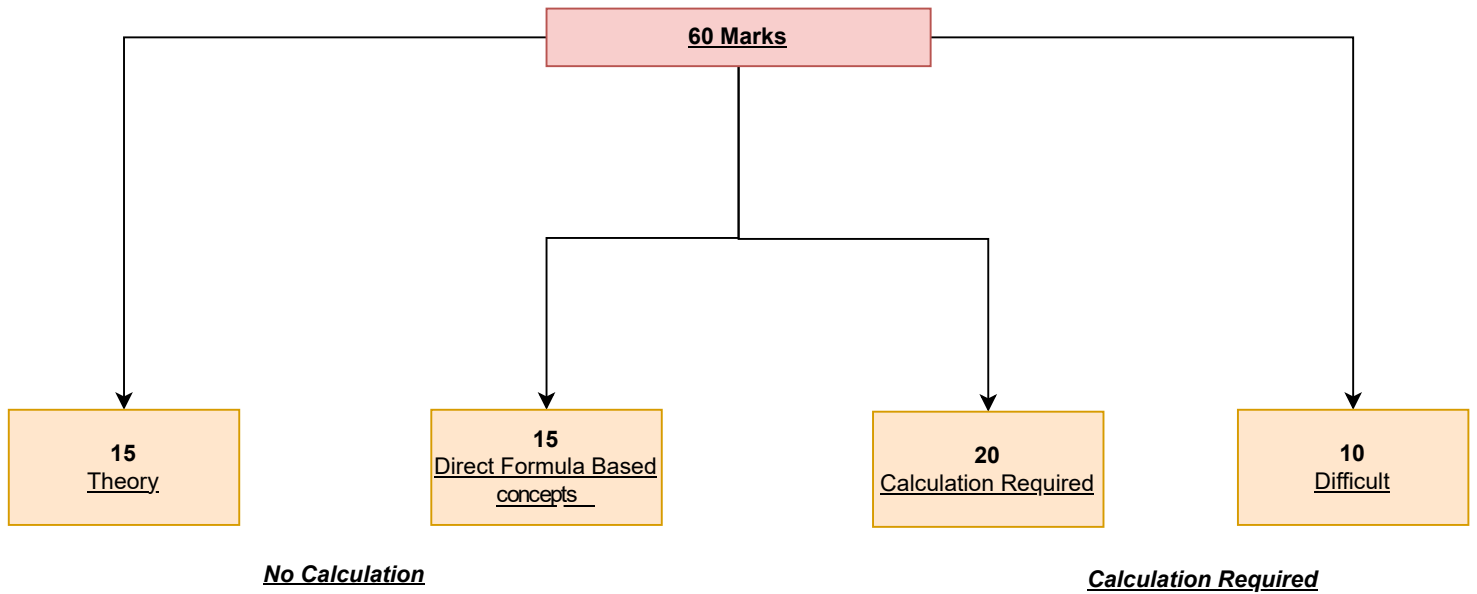 60 Marks
15
Theory
15
Direct Formula Based
concepts
20
Calculation Required
10
Difficult
No Calculation
Calculation Required